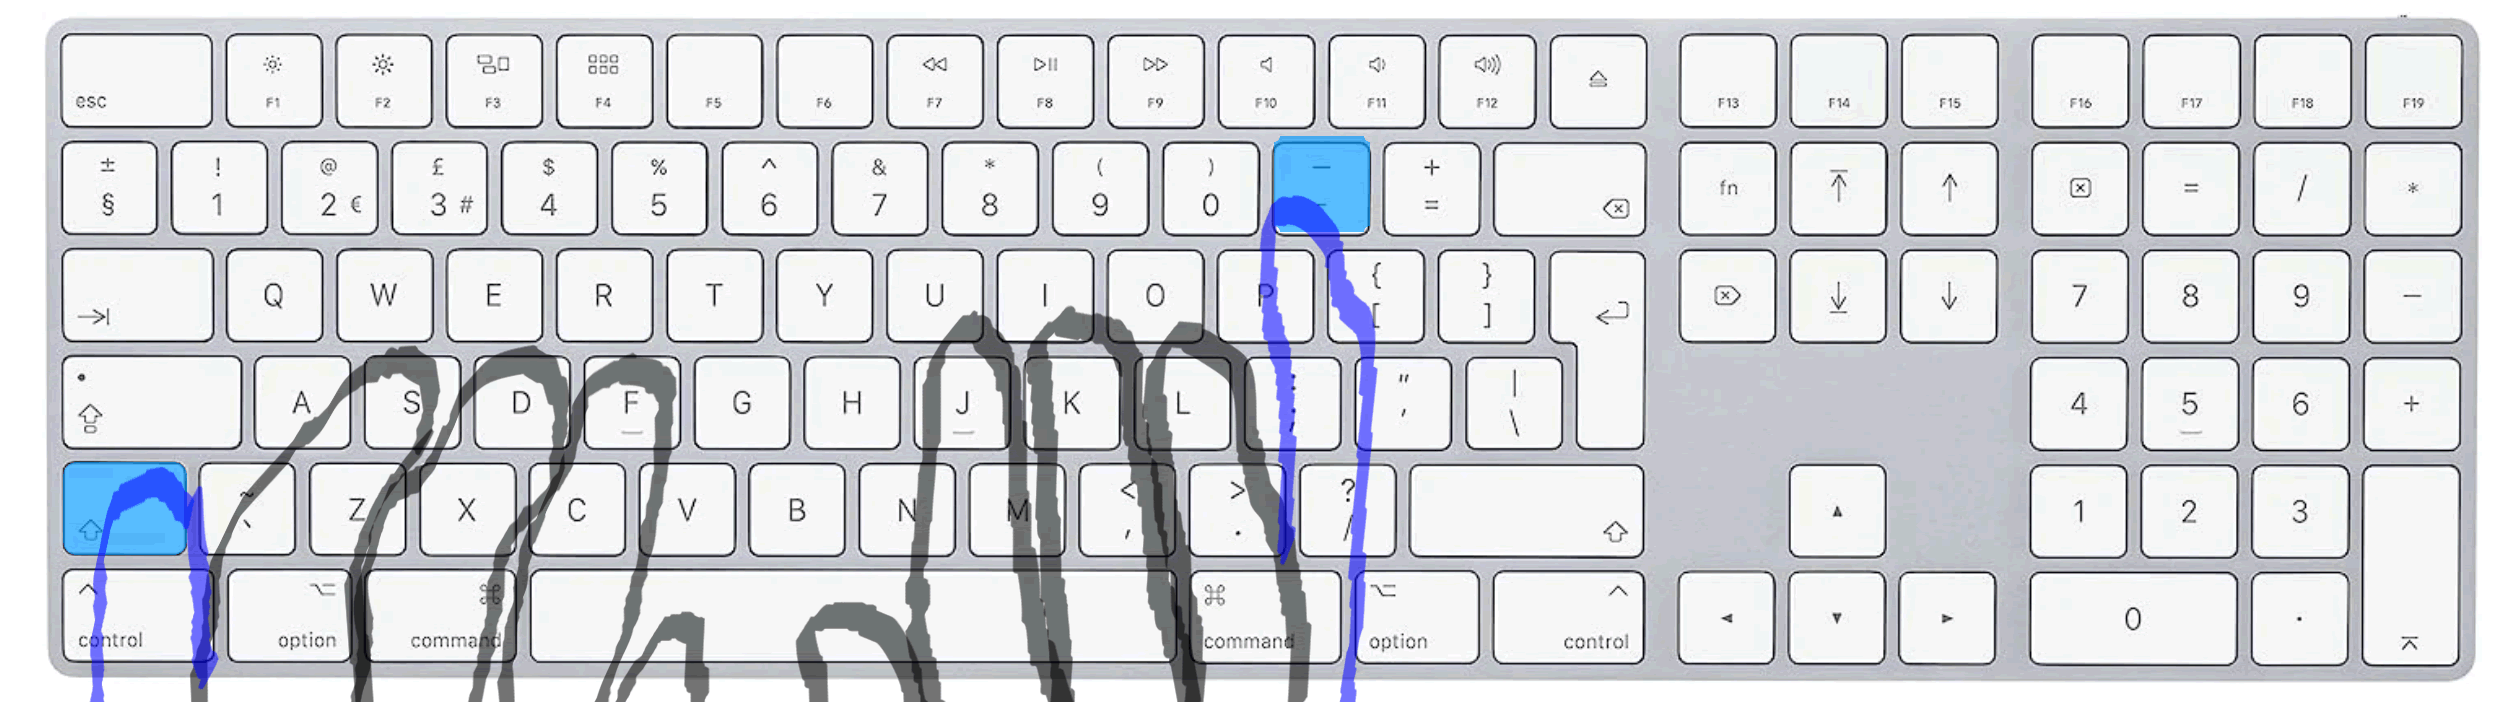 esc F1 F2 F3 F4 F5 F6 F7 F8 F9 F10 F11 F12 F13 F14 F15 F16 F17 F18 F19
± ! @ £ $ % ^ & * ( ) — +
§ 1 2 € 3 # 4 5 6 7 8 9 0 - = fn = / *
Q W E R T Y U I O P { [ } ] 7 8 9 −
A S D F G H J K L : ; " ' | \ 4 5 6 +
~ ` Z X C V B N M < , > . ? / 1 2 3
control option command command option control 0 .